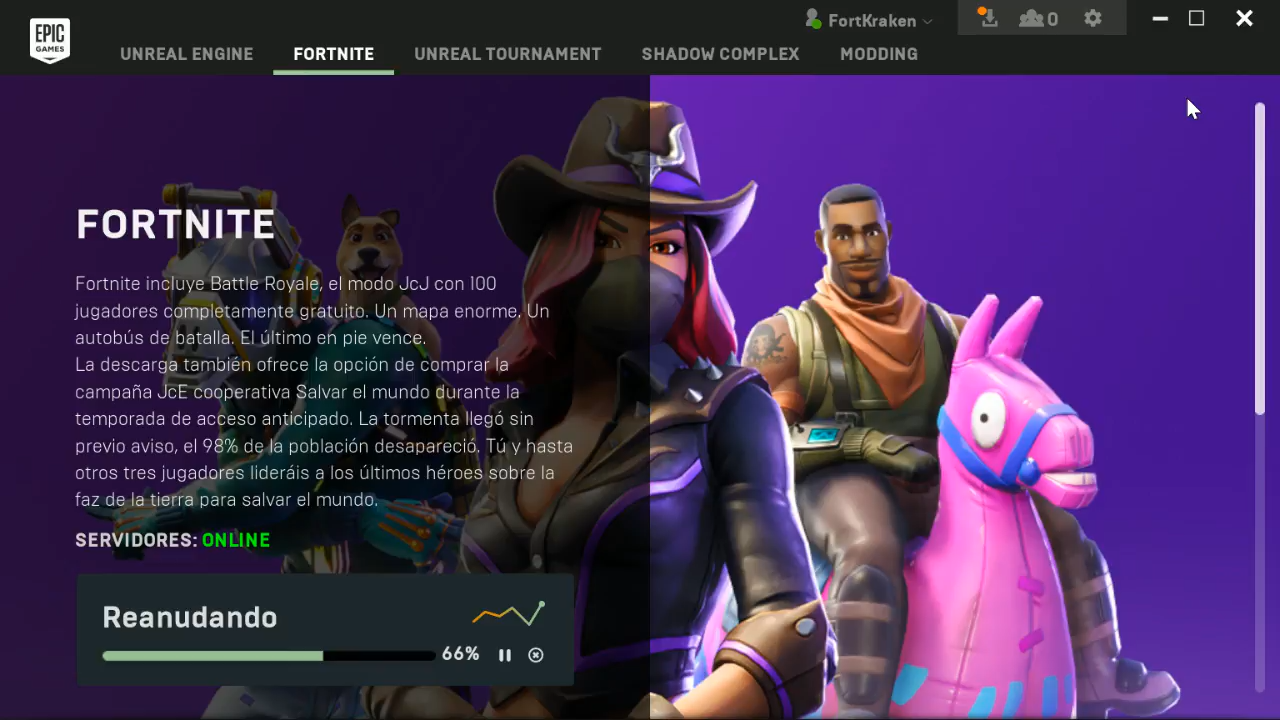 EPIC
GAMES
FortKraken
0
UNREAL ENGINE
FORTNITE
UNREAL TOURNAMENT
SHADOW COMPLEX
MODDING
FORTNITE
Fortnite incluye Battle Royale, el modo JcJ con 100
jugadores completamente gratuito. Un mapa enorme. Un
autobús de batalla. El último en pie vence.
La descarga también ofrece la opción de comprar la
campaña JcE cooperativa Salvar el mundo durante la
temporada de acceso anticipado. La tormenta llegó sin
previo aviso, el 98% de la población desapareció. Tú y hasta
otros tres jugadores lideráis a los últimos héroes sobre la
faz de la tierra para salvar el mundo.
SERVIDORES: ONLINE
Reanudando
66%